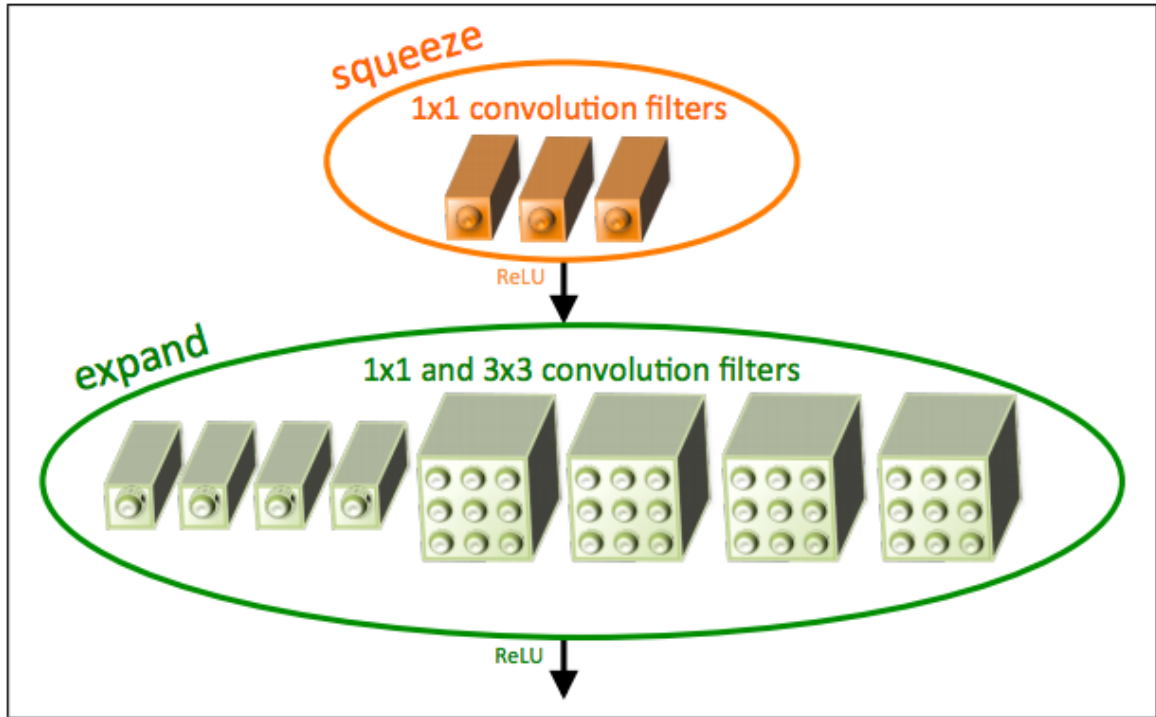 squeeze
1x1 convolution filters
ReLU
expand
1x1 and 3x3 convolution filters
ReLU